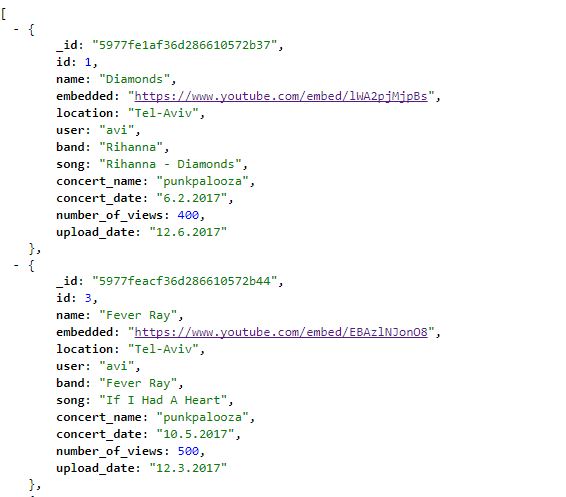 [
- {
_id: "5977fe1af36d286610572b37",
id: 1,
name: "Diamonds",
embedded: "https://www.youtube.com/embed/lWA2pjMjpBs",
location: "Tel-Aviv",
user: "avi",
band: "Rihanna",
song: "Rihanna - Diamonds",
concert_name: "punkpalooza",
concert_date: "6.2.2017",
number_of_views: 400,
upload_date: "12.6.2017"
},
- {
_id: "5977feacf36d286610572b44",
id: 3,
name: "Fever Ray",
embedded: "https://www.youtube.com/embed/EBAzlNJonO8",
location: "Tel-Aviv",
user: "avi",
band: "Fever Ray",
song: "If I Had A Heart",
concert_name: "punkpalooza",
concert_date: "10.5.2017",
number_of_views: 500,
upload_date: "12.3.2017"
},